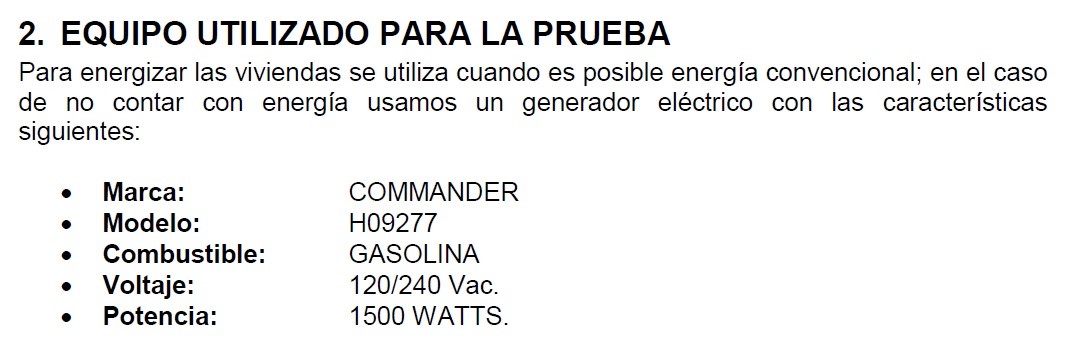 2. EQUIPO UTILIZADO PARA LA PRUEBA
Para energizar las viviendas se utiliza cuando es posible energía convencional; en el caso
de no contar con energía usamos un generador eléctrico con las características
siguientes:
• Marca: COMMANDER
• Modelo: H09277
• Combustible: GASOLINA
• Voltaje: 120/240 Vac.
• Potencia: 1500 WATTS.